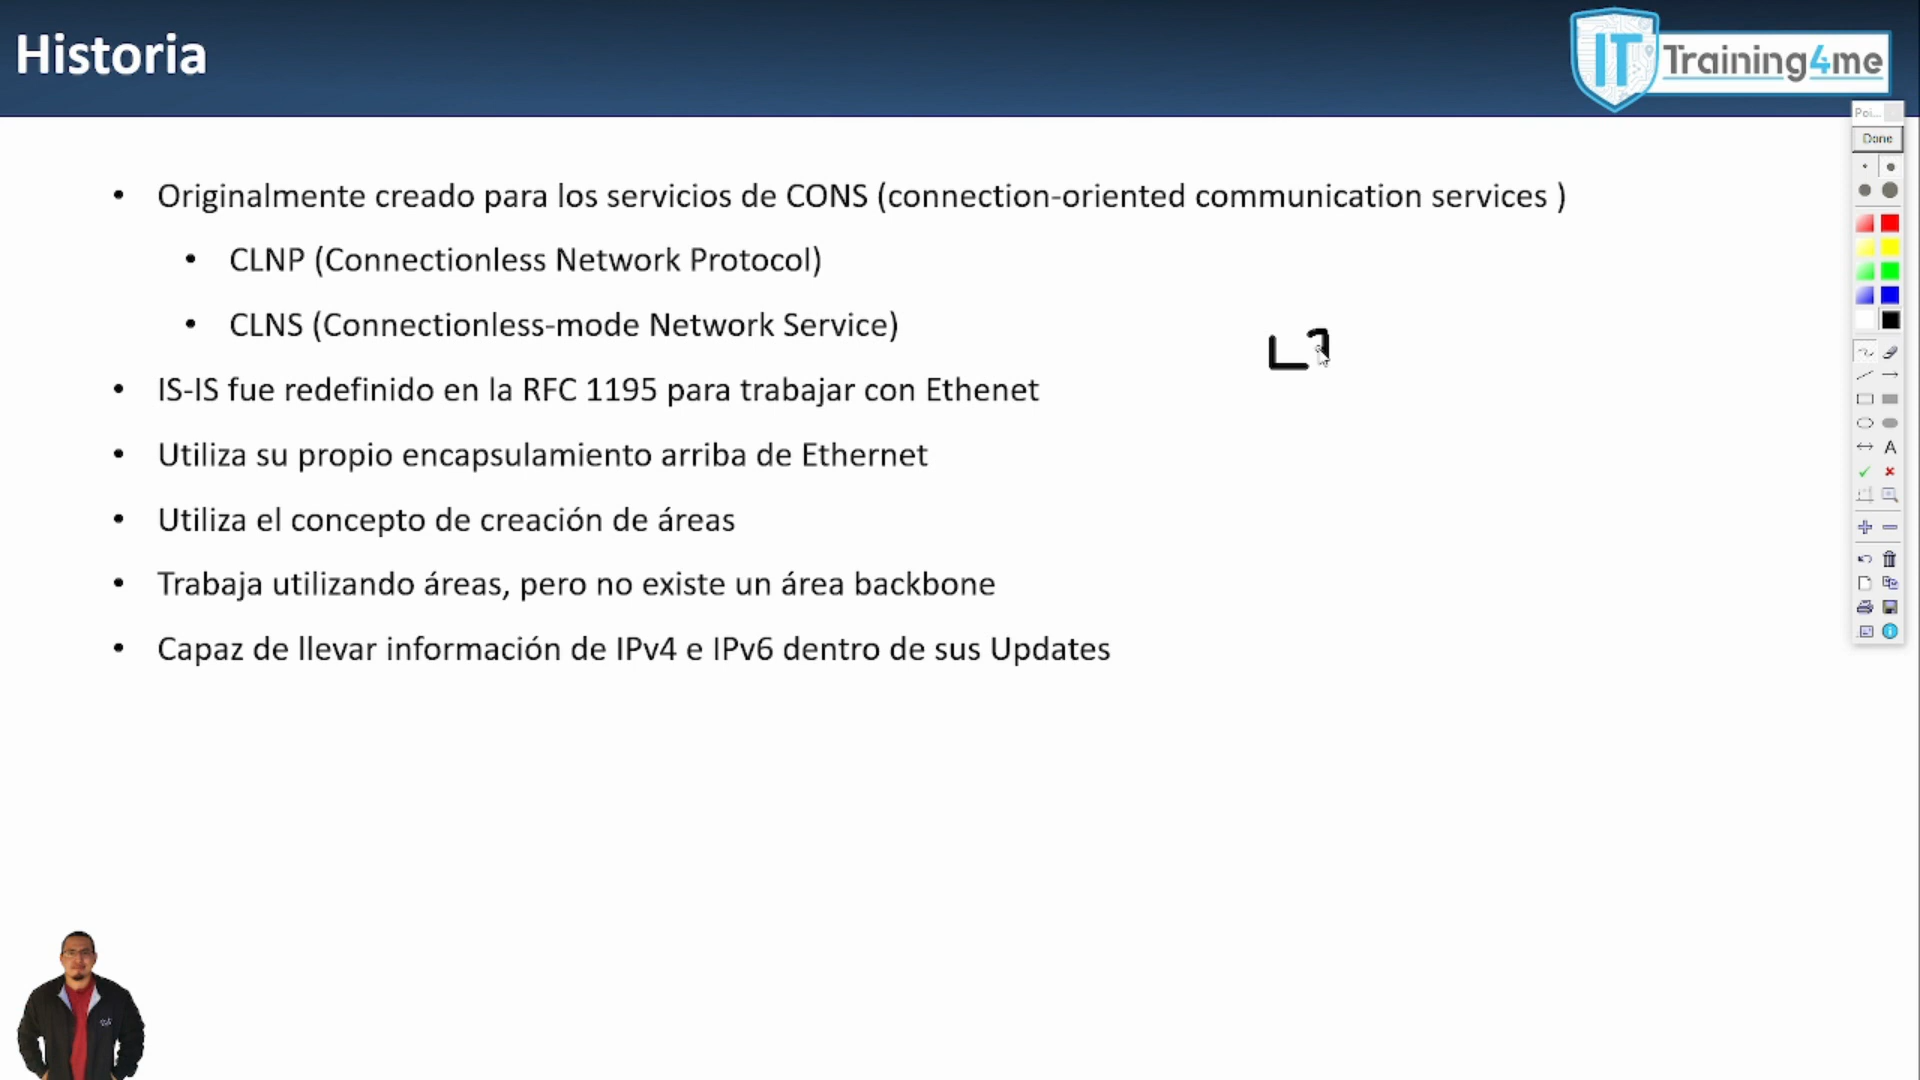 Historia
IT Training4me
Poi...
Done
• Originalmente creado para los servicios de CONS (connection-oriented communication services )
• CLNP (Connectionless Network Protocol)
• CLNS (Connectionless-mode Network Service)
• IS-IS fue redefinido en la RFC 1195 para trabajar con Ethenet
• Utiliza su propio encapsulamiento arriba de Ethernet
• Utiliza el concepto de creación de áreas
• Trabaja utilizando áreas, pero no existe un área backbone
• Capaz de llevar información de IPv4 e IPv6 dentro de sus Updates
A